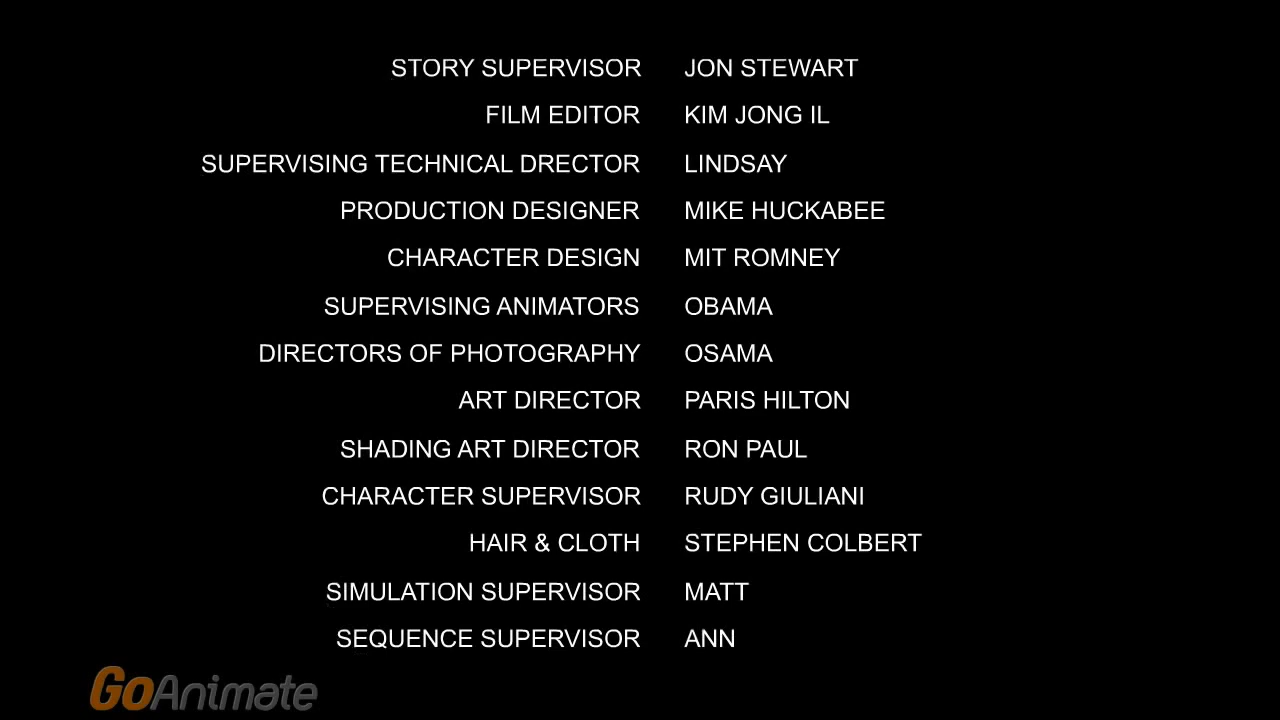 STORY SUPERVISOR JON STEWART
FILM EDITOR KIM JONG IL
SUPERVISING TECHNICAL DRECTOR LINDSAY
PRODUCTION DESIGNER MIKE HUCKABEE
CHARACTER DESIGN MIT ROMNEY
SUPERVISING ANIMATORS OBAMA
DIRECTORS OF PHOTOGRAPHY OSAMA
ART DIRECTOR PARIS HILTON
SHADING ART DIRECTOR RON PAUL
CHARACTER SUPERVISOR RUDY GIULIANI
HAIR & CLOTH STEPHEN COLBERT
SIMULATION SUPERVISOR MATT
SEQUENCE SUPERVISOR ANN
GoAnimate